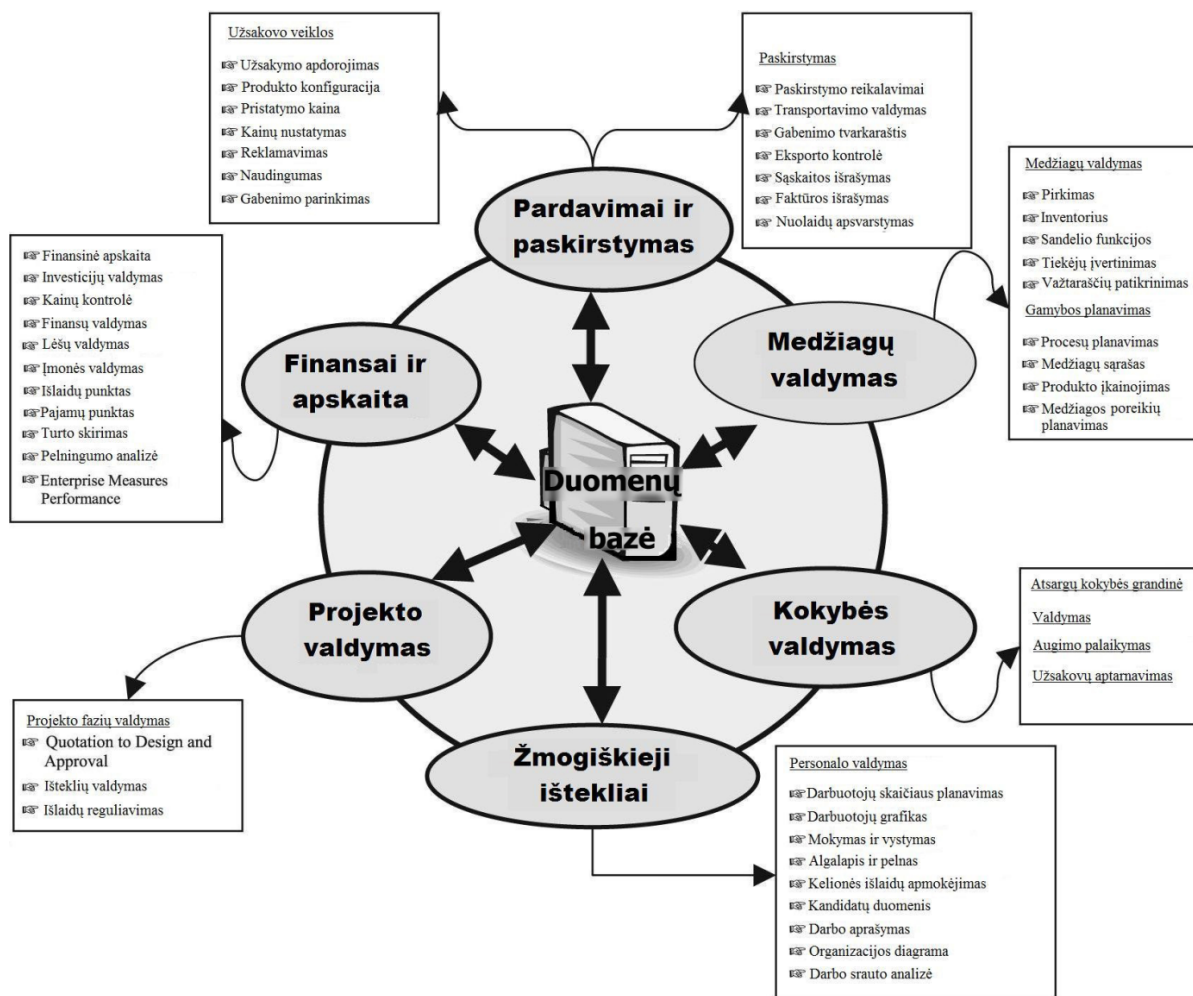 Užsakovo veiklos
Užsakymo apdorojimas
Produkto konfiguracija
Pristatymo kaina
Kainų nustatymas
Reklamavimas
Naudingumas
Gabenimo parinkimas
Paskirstymas
Paskirstymo reikalavimai
Transportavimo valdymas
Gabenimo tvarkaraštis
Eksporto kontrolė
Sąskaitos išrašymas
Faktūros išrašymas
Nuolaidų apsvarstymas
Medžiagų valdymas
Pirkimas
Inventorius
Sandelio funkcijos
Tiekėjų įvertinimas
Važtaraščių patikrinimas
Gamybos planavimas
Procesų planavimas
Medžiagų sąrašas
Produkto įkainojimas
Medžiagos poreikių
planavimas
Finansinė apskaita
Investicijų valdymas
Kainų kontrolė
Finansų valdymas
Lėšų valdymas
Įmonės valdymas
Išlaidų punktas
Pajamų punktas
Turto skirimas
Pelningumo analizė
Enterprise Measures
Performance
Pardavimai ir
paskirstymas
Finansai ir
apskaita
Medžiagų
valdymas
Duomenų
bazė
Projekto
valdymas
Kokybės
valdymas
Žmogiškieji
ištekliai
Atsargų kokybės grandinė
Valdymas
Augimo palaikymas
Užsakovų aptarnavimas
Projekto fazių valdymas
Quotation to Design and
Approval
Išteklių valdymas
Išlaidų reguliavimas
Personalo valdymas
Darbuotojų skaičiaus planavimas
Darbuotojų grafikas
Mokymas ir vystymas
Algalapis ir pelnas
Kelionės išlaidų apmokėjimas
Kandidatų duomenis
Darbo aprašymas
Organizacijos diagrama
Darbo srauto analizė